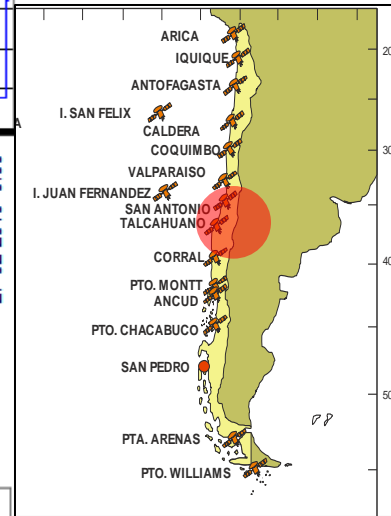 ARICA
20
IQUIQUE
ANTOFAGASTA
I. SAN FELIX
A
CALDERA
COQUIMBO
30
VALPARAISO
I. JUAN FERNANDEZ
SAN ANTONIO
TALCAHUANO
CORRAL
40
PTO. MONTT
ANCUD
PTO. CHACABUCO
SAN PEDRO
50
PTA. ARENAS
PTO. WILLIAMS